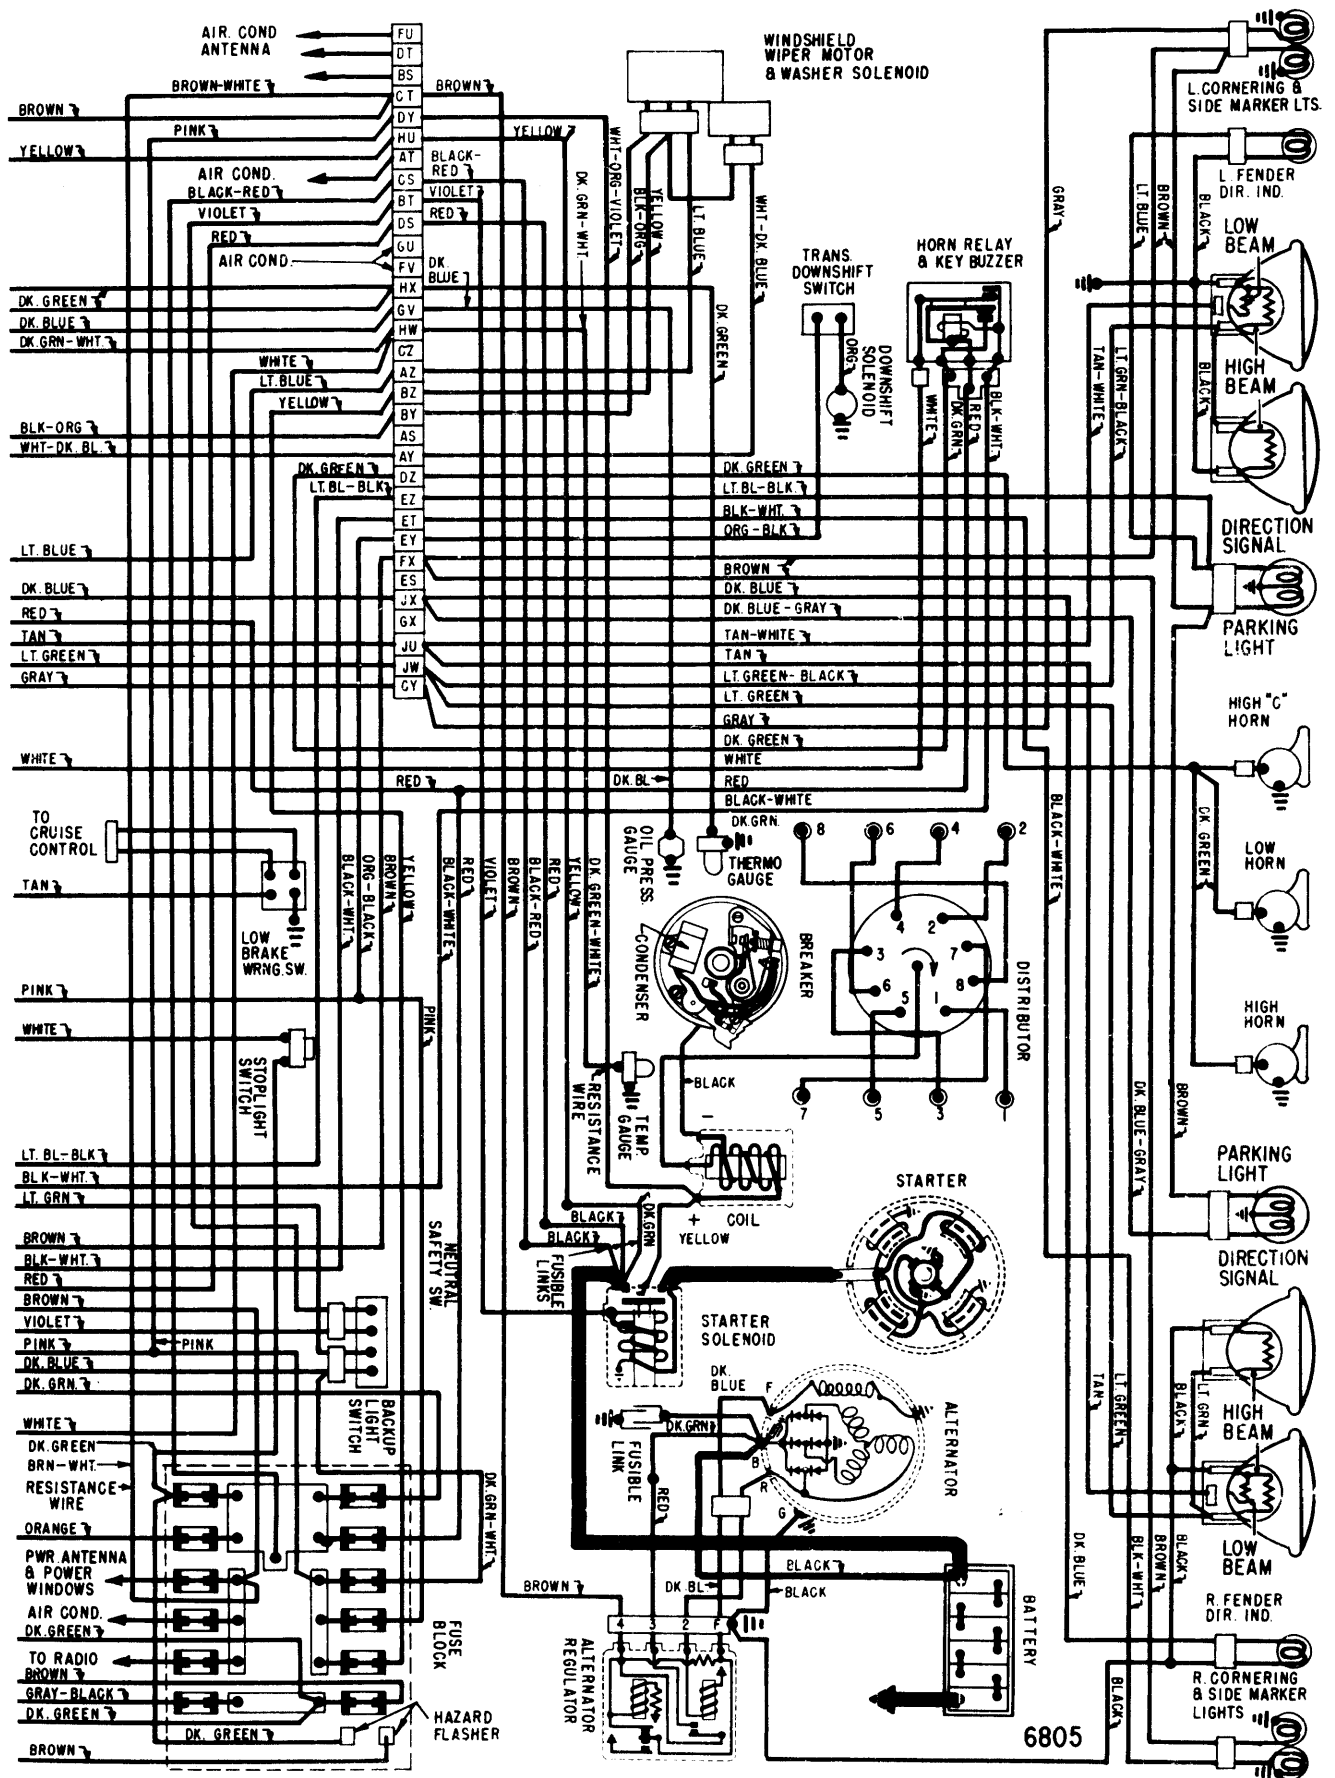 AIR. COND
ANTENNA
FU
DT
BS
CT
DY
HU
AT
CS
BT
DS
GU
FV
HX
GV
HW
CZ
AZ
BZ
BY
AS
AY
DZ
EZ
ET
EY
FX
ES
JX
GX
JU
JW
CY
BROWN-WHITE
BROWN
BROWN
PINK
YELLOW
YELLOW
AIR COND.
BLACK-
RED
BLACK-RED
VIOLET
VIOLET
RED
RED
AIR COND.
DK.
BLUE
DK. GREEN
DK. BLUE
DK.GRN-WHT.
WHITE
LT.BLUE
YELLOW
BLK-ORG
WHT-DK. BL.
DK.GREEN
LT.BL-BLK
LT. BLUE
DK. BLUE
RED
TAN
LT. GREEN
GRAY
WHITE
RED
WINDSHIELD
WIPER MOTOR
& WASHER SOLENOID
WHT-ORG-VIOLET
BLK-ORG
YELLOW
DK. GRN-WHT.
LT. BLUE
WHT-DK. BLUE
DK. GREEN
TRANS.
DOWNSHIFT
SWITCH
ORG
DOWNSHIFT
SOLENOID
HORN RELAY
& KEY BUZZER
WHITE
DK.GRN
RED
BLK-WHT.
GRAY
LT. BLUE
BROWN
BLACK
TAN-WHITE
LT. GRN-BLACK
BLACK
L. CORNERING &
SIDE MARKER LTS.
L. FENDER
DIR. IND.
LOW
BEAM
HIGH
BEAM
DIRECTION
SIGNAL
PARKING
LIGHT
DK. GREEN
LT.BL-BLK.
BLK-WHT.
ORG-BLK
BROWN
DK. BLUE
DK. BLUE-GRAY
TAN-WHITE
TAN
LT. GREEN-BLACK
LT. GREEN
GRAY
DK. GREEN
WHITE
DK.BL
RED
BLACK-WHITE
DK.GRN.
HIGH "C"
HORN
DK. GREEN
LOW
HORN
HIGH
HORN
BLACK-WHITE
TO
CRUISE
CONTROL
TAN
LOW
BRAKE
WRNG.SW.
BLACK-WHT.
ORG-BLACK
BROWN
YELLOW
BLACK-WHITE
RED
VIOLET
BROWN
BLACK-RED
RED
YELLOW
DK. GREEN-WHITE
OIL PRESS.
GAUGE
THERMO
GAUGE
CONDENSER
BREAKER
8
6
4
2
4
2
3
7
6
8
5
1
7
5
3
1
DISTRIBUTOR
PINK
PINK
WHITE
STOPLIGHT
SWITCH
BLACK
RESISTANCE
WIRE
TEMP.
GAUGE
-
+
COIL
YELLOW
DK.GRN
BLACK
BLACK
FUSIBLE
LINKS
STARTER
STARTER
SOLENOID
DK. BLUE-GRAY
BROWN
PARKING
LIGHT
DIRECTION
SIGNAL
LT. BL-BLK
BLK-WHT.
LT. GRN
BROWN
BLK-WHT.
RED
BROWN
VIOLET
PINK
PINK
DK. BLUE
DK. GRN.
WHITE
DK. GREEN
BRN-WHT.
RESISTANCE
WIRE
ORANGE
PWR. ANTENNA
& POWER
WINDOWS
AIR COND.
DK.GREEN
TO RADIO
BROWN
GRAY-BLACK
DK. GREEN
DK. GREEN
BROWN
NEUTRAL
SAFETY SW
BACKUP
LIGHT
SWITCH
DK.GRN-WHT.
FUSE
BLOCK
HAZARD
FLASHER
DK.
BLUE
F
B
R
G
DK.GRN
FUSIBLE
LINK
RED
ALTERNATOR
BROWN
DK.BL.
BLACK
BLACK
4
3
2
F
ALTERNATOR
REGULATOR
BATTERY
6805
TAN
LT. GREEN
BLACK
LT. GRN
HIGH
BEAM
LOW
BEAM
DK. BLUE
BLK-WHT
BROWN
BLACK
BLACK
R. FENDER
DIR. IND.
R. CORNERING
& SIDE MARKER
LIGHTS